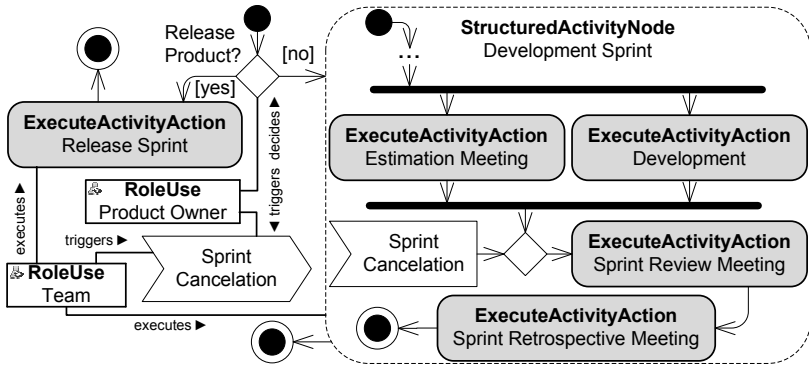 Release
Product?
[no]
[yes]
StructuredActivityNode
Development Sprint
...
ExecuteActivityAction
Release Sprint
ExecuteActivityAction
Estimation Meeting
ExecuteActivityAction
Development
decides ▶
triggers
◀
RoleUse
Product Owner
executes ▶
triggers ▶
Sprint
Cancelation
Sprint
Cancelation
ExecuteActivityAction
Sprint Review Meeting
RoleUse
Team
executes ▶
ExecuteActivityAction
Sprint Retrospective Meeting